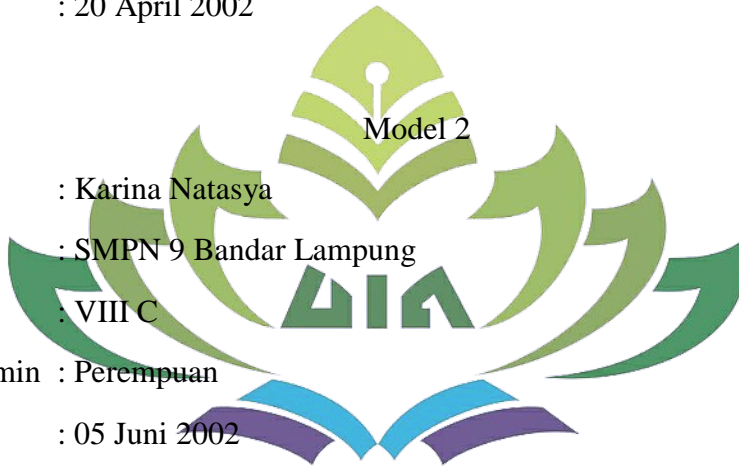 : 20 April 2002
Model 2
: Karina Natasya
: SMPN 9 Bandar Lampung
: VIII C
min : Perempuan
: 05 Juni 2002